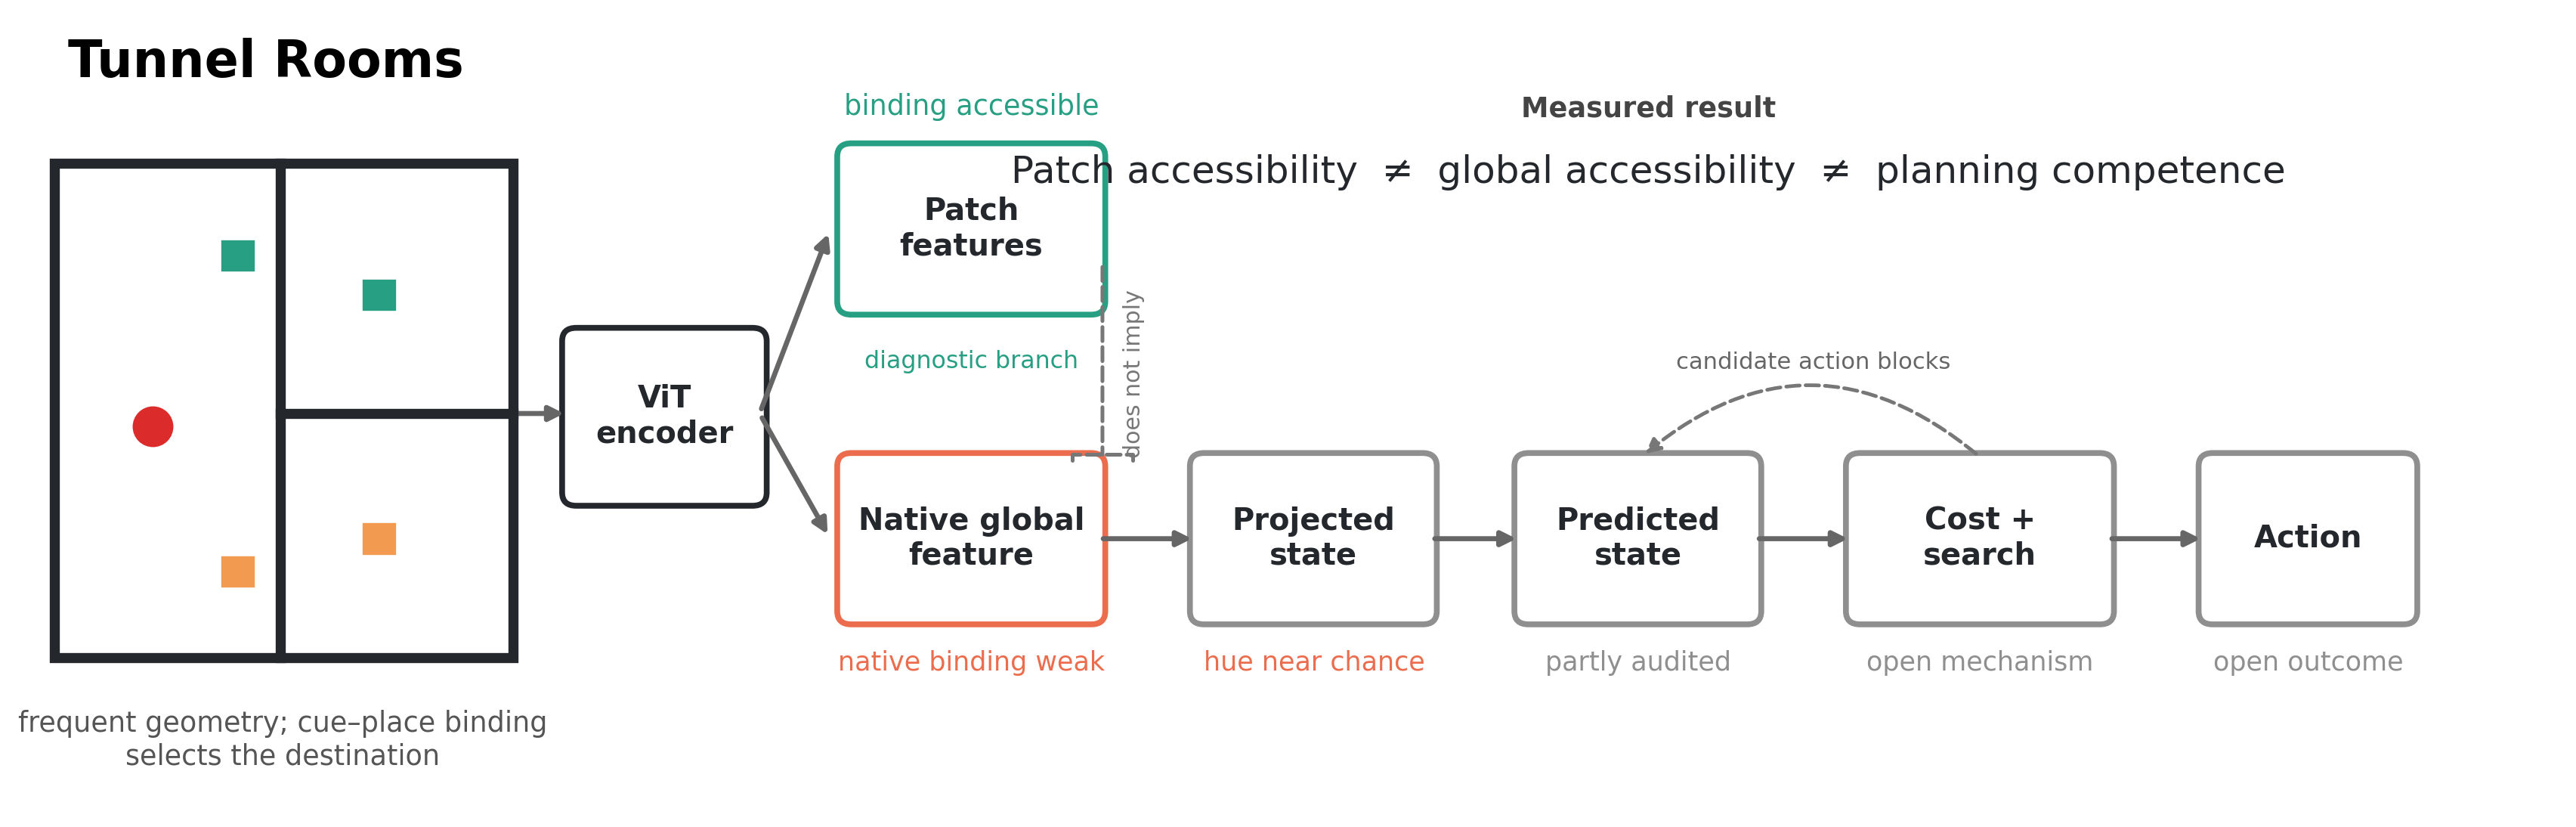 Tunnel Rooms
binding accessible
Measured result
Patch accessibility ≠ global accessibility ≠ planning competence
Patch
features
does not imply
diagnostic branch
candidate action blocks
ViT
encoder
Native global
feature
Projected
state
Predicted
state
Cost +
search
Action
native binding weak
hue near chance
partly audited
open mechanism
open outcome
frequent geometry; cue–place binding
selects the destination